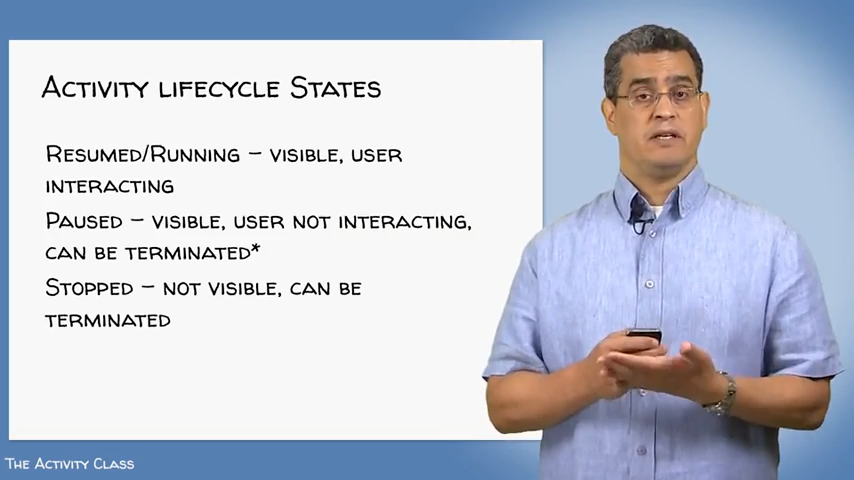 Activity lifecycle States
Resumed/Running – visible, user
interacting
Paused – visible, user not interacting,
can be terminated*
Stopped – not visible, can be
terminated
The Activity Class